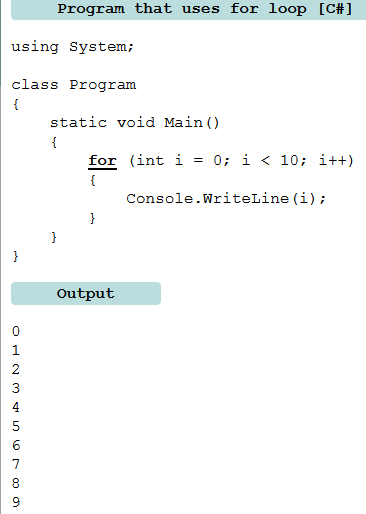 Program that uses for loop [C#]
using System;
class Program
{
    static void Main()
    {
        for (int i = 0; i < 10; i++)
        {
            Console.WriteLine(i);
        }
    }
}
Output
0
1
2
3
4
5
6
7
8
9